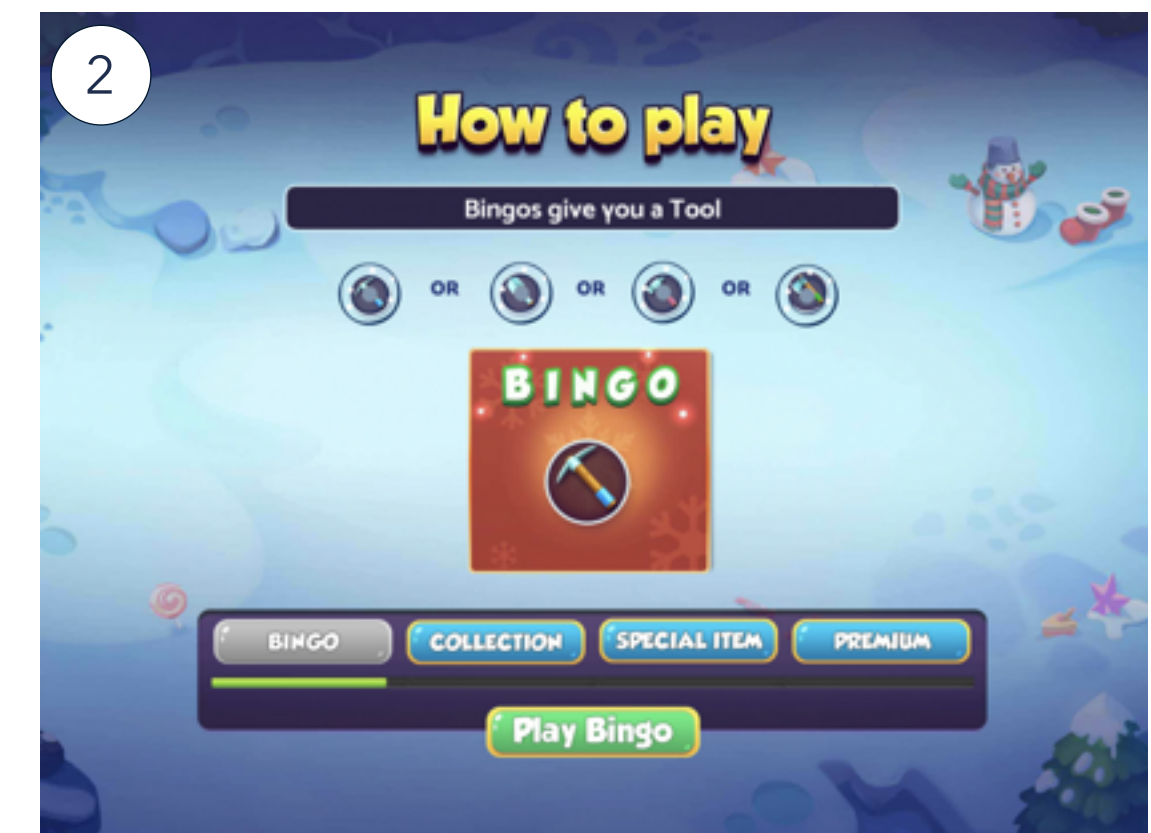 2
How to play
Bingos give you a Tool
OR OR OR
BINGO
BINGO COLLECTION SPECIAL ITEM PREMIUM
Play Bingo